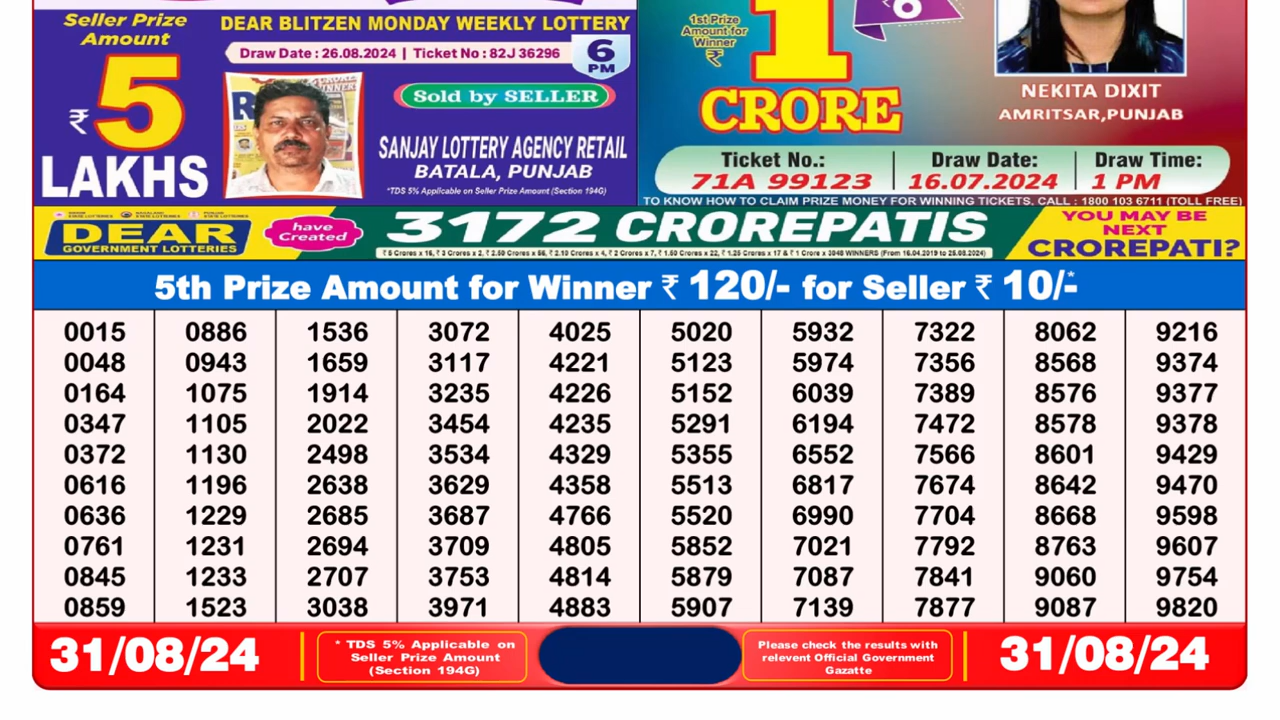 Seller Prize
Amount
₹5
LAKHS
DEAR BLITZEN MONDAY WEEKLY LOTTERY
Draw Date : 26.08.2024 | Ticket No : 82J 36296
6
PM
Sold by SELLER
SANJAY LOTTERY AGENCY RETAIL
BATALA, PUNJAB
*TDS 5% Applicable on Seller Prize Amount (Section 194G)
1st Prize
Amount for
Winner
₹
1
CRORE
NEKITA DIXIT
AMRITSAR,PUNJAB
Ticket No.:
71A 99123
Draw Date:
16.07.2024
Draw Time:
1 PM
TO KNOW HOW TO CLAIM PRIZE MONEY FOR WINNING TICKETS, CALL : 1800 103 6711 (TOLL FREE)
DEAR
GOVERNMENT LOTTERIES
have
Created
3172 CROREPATIS
YOU MAY BE
NEXT
CROREPATI?
5th Prize Amount for Winner ₹ 120/- for Seller ₹ 10/-*
0015 0886 1536 3072 4025 5020 5932 7322 8062 9216
0048 0943 1659 3117 4221 5123 5974 7356 8568 9374
0164 1075 1914 3235 4226 5152 6039 7389 8576 9377
0347 1105 2022 3454 4235 5291 6194 7472 8578 9378
0372 1130 2498 3534 4329 5355 6552 7566 8601 9429
0616 1196 2638 3629 4358 5513 6817 7674 8642 9470
0636 1229 2685 3687 4766 5520 6990 7704 8668 9598
0761 1231 2694 3709 4805 5852 7021 7792 8763 9607
0845 1233 2707 3753 4814 5879 7087 7841 9060 9754
0859 1523 3038 3971 4883 5907 7139 7877 9087 9820
31/08/24
* TDS 5% Applicable on
Seller Prize Amount
(Section 194G)
Please check the results with
relevent Official Government
Gazatte
31/08/24